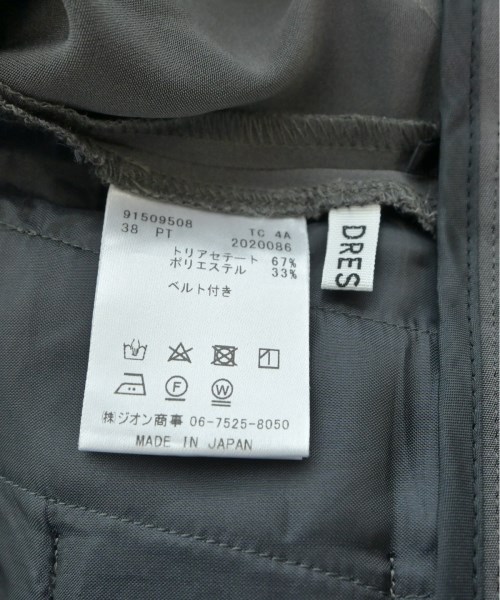 91509508 TC 4A
38 PT 2020086
トリアセテート 67%
ポリエステル 33%
ベルト付き
F W
㈱ジオン商事 06-7525-8050
MADE IN JAPAN
DRES